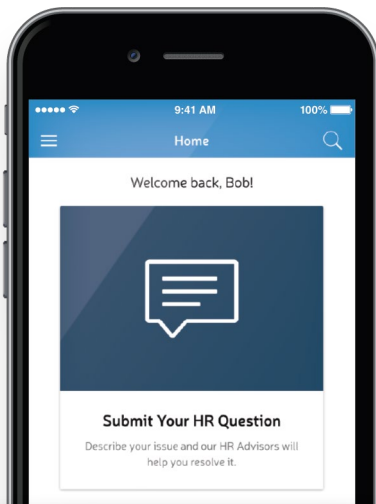 9:41 AM 100%
Home
Welcome back, Bob!
Submit Your HR Question
Describe your issue and our HR Advisors will
help you resolve it.